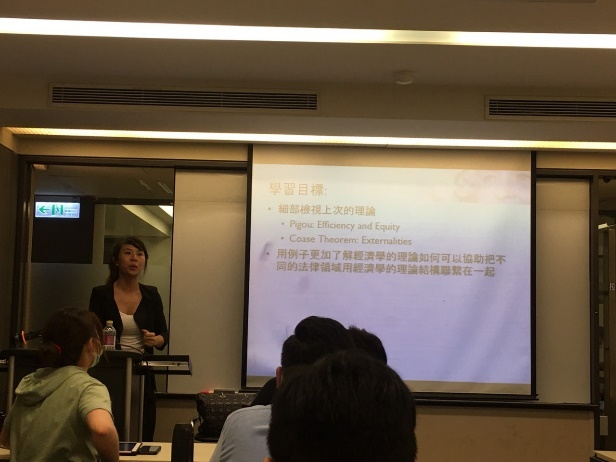 學習目標:
• 細部檢視上次的理論
• Pigou: Efficiency and Equity
• Coase Theorem: Externalities
• 用例子更加了解經濟學的理論如何可以協助把不
同的法律領域用經濟學的理論結構聯繫在一起